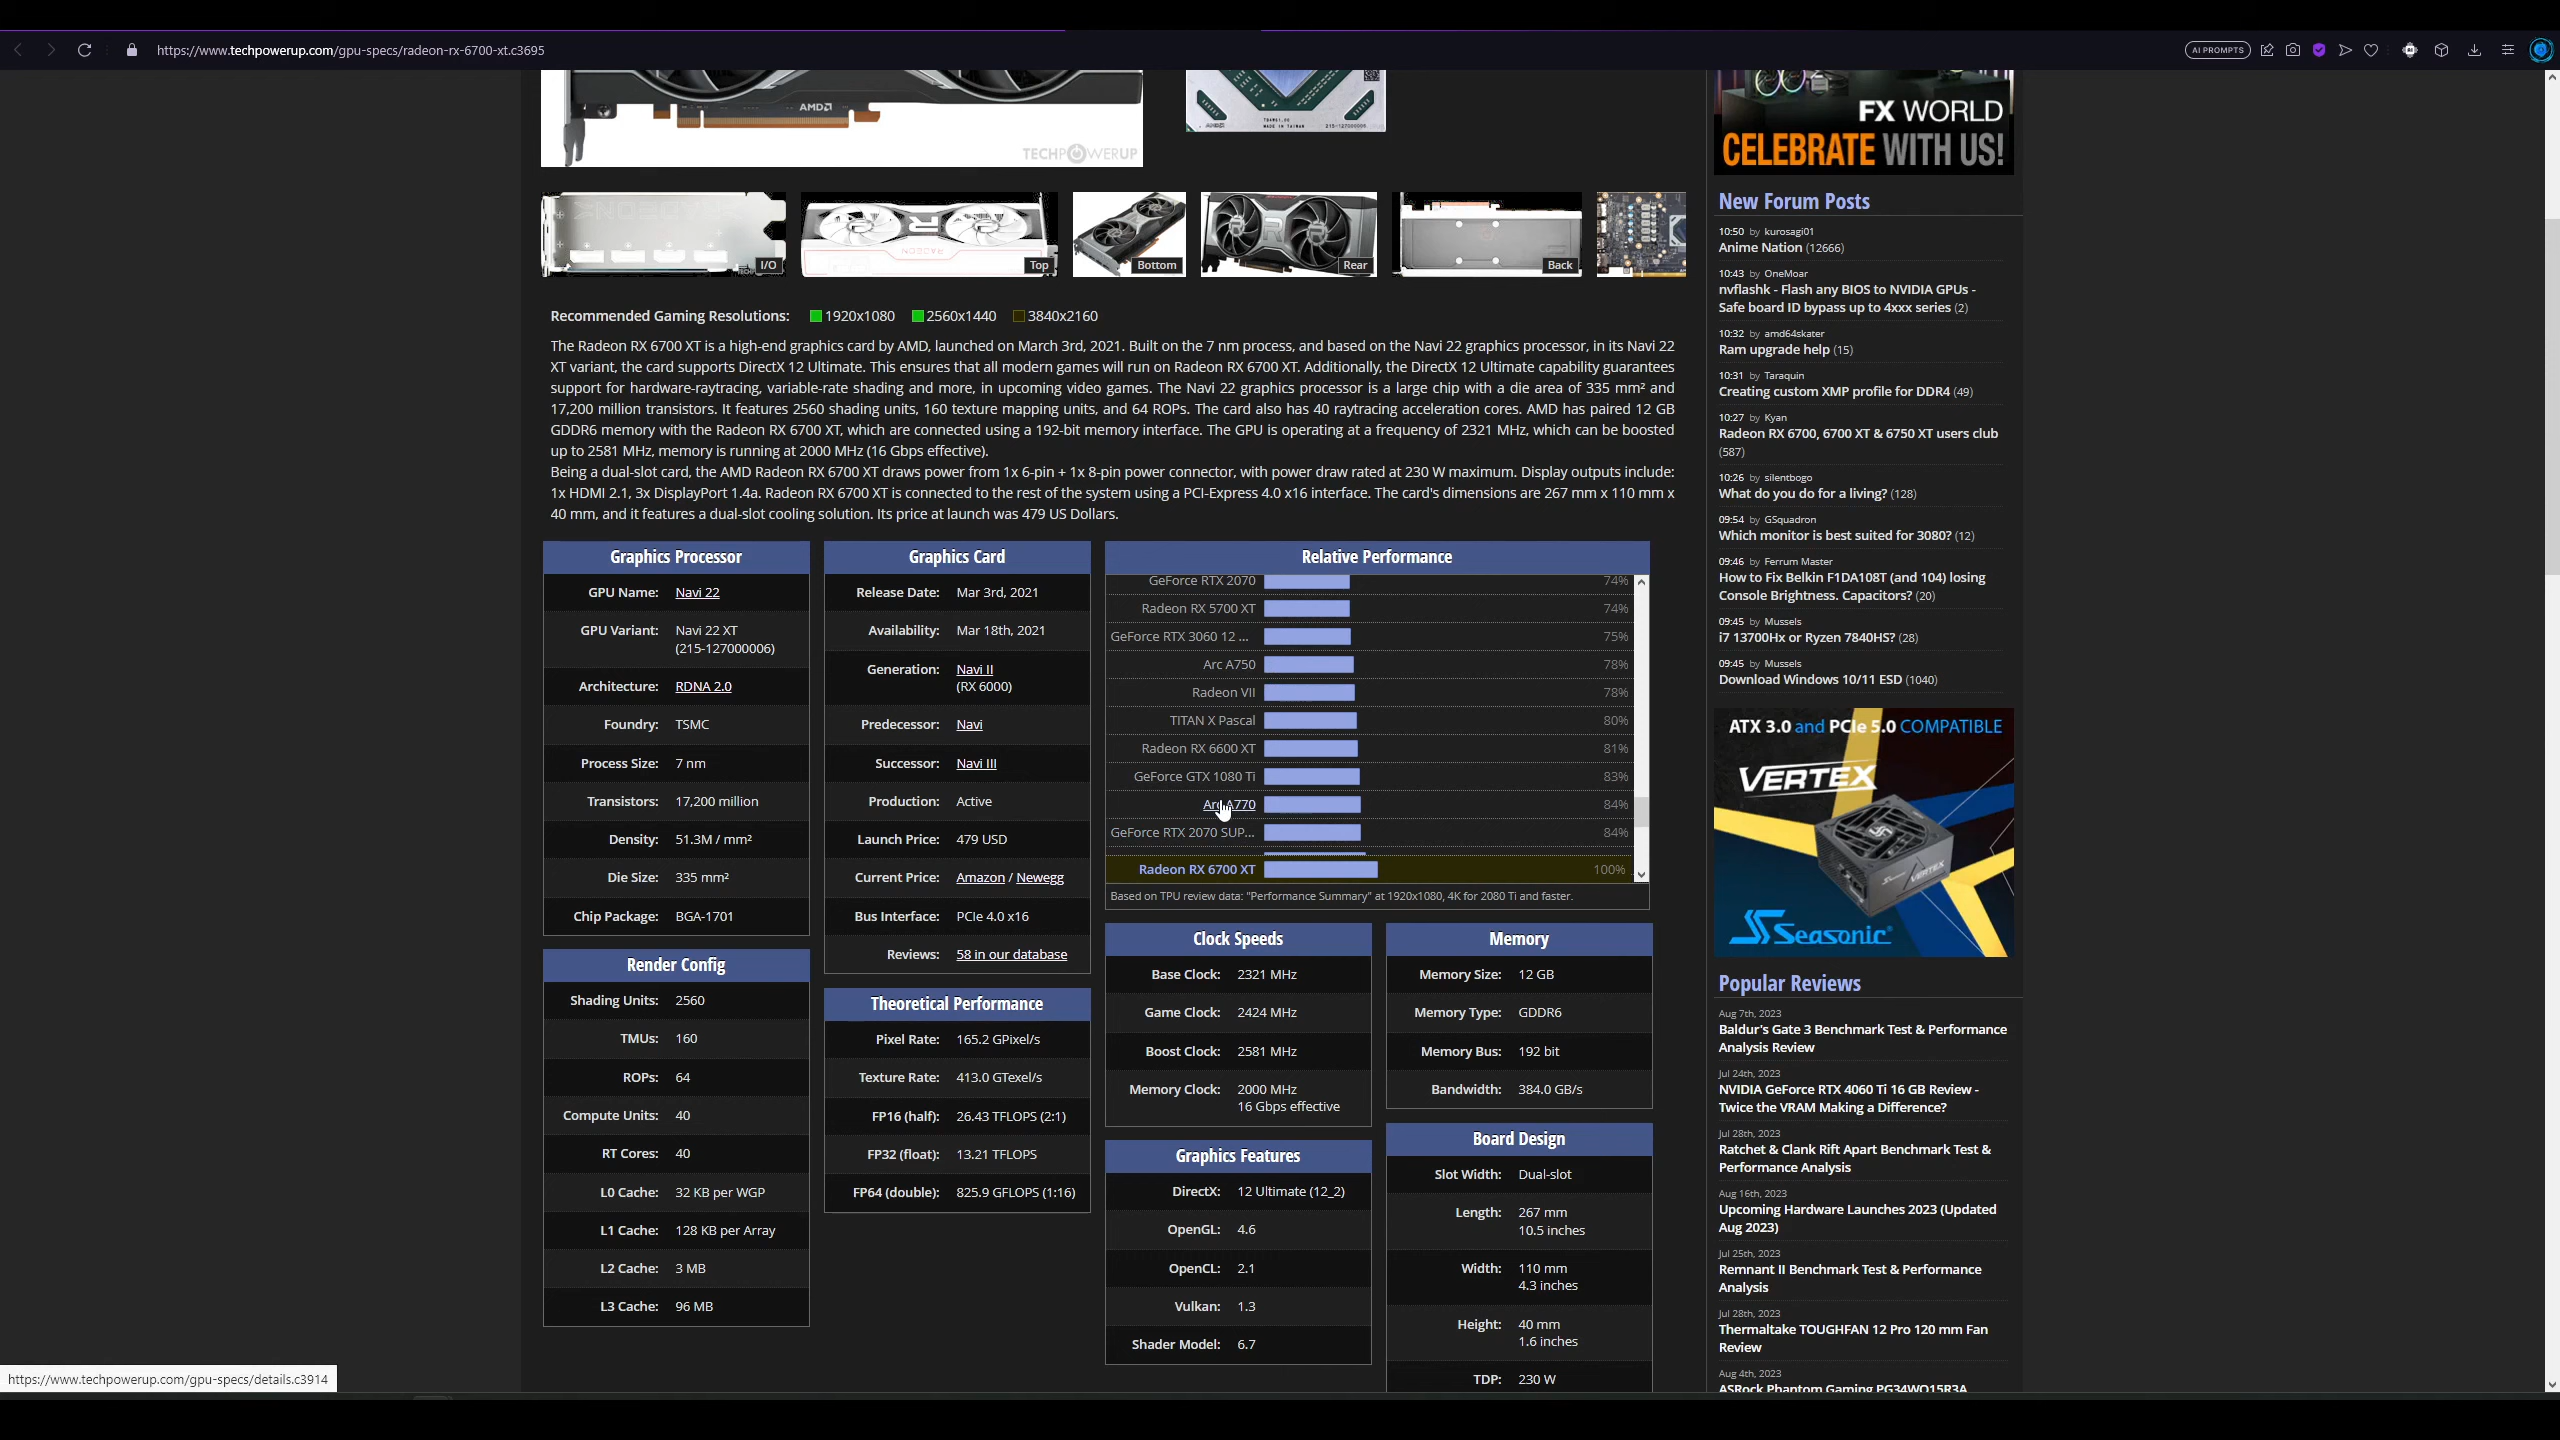 https://www.techpowerup.com/gpu-specs/radeon-rx-6700-xt.c3695
AI PROMPTS
AMD
TECHPOWERUP
MADE IN TAIWAN
215-127000006
I/O
Top
Bottom
Rear
Back
Recommended Gaming Resolutions: 1920x1080 2560x1440 3840x2160
The Radeon RX 6700 XT is a high-end graphics card by AMD, launched on March 3rd, 2021. Built on the 7 nm process, and based on the Navi 22 graphics processor, in its Navi 22
XT variant, the card supports DirectX 12 Ultimate. This ensures that all modern games will run on Radeon RX 6700 XT. Additionally, the DirectX 12 Ultimate capability guarantees
support for hardware-raytracing, variable-rate shading and more, in upcoming video games. The Navi 22 graphics processor is a large chip with a die area of 335 mm² and
17,200 million transistors. It features 2560 shading units, 160 texture mapping units, and 64 ROPs. The card also has 40 raytracing acceleration cores. AMD has paired 12 GB
GDDR6 memory with the Radeon RX 6700 XT, which are connected using a 192-bit memory interface. The GPU is operating at a frequency of 2321 MHz, which can be boosted
up to 2581 MHz, memory is running at 2000 MHz (16 Gbps effective).
Being a dual-slot card, the AMD Radeon RX 6700 XT draws power from 1x 6-pin + 1x 8-pin power connector, with power draw rated at 230 W maximum. Display outputs include:
1x HDMI 2.1, 3x DisplayPort 1.4a. Radeon RX 6700 XT is connected to the rest of the system using a PCI-Express 4.0 x16 interface. The card's dimensions are 267 mm x 110 mm x
40 mm, and it features a dual-slot cooling solution. Its price at launch was 479 US Dollars.
Graphics Processor
GPU Name: Navi 22
GPU Variant: Navi 22 XT
(215-127000006)
Architecture: RDNA 2.0
Foundry: TSMC
Process Size: 7 nm
Transistors: 17,200 million
Density: 51.3M / mm²
Die Size: 335 mm²
Chip Package: BGA-1701
Render Config
Shading Units: 2560
TMUs: 160
ROPs: 64
Compute Units: 40
RT Cores: 40
L0 Cache: 32 KB per WGP
L1 Cache: 128 KB per Array
L2 Cache: 3 MB
L3 Cache: 96 MB
Graphics Card
Release Date: Mar 3rd, 2021
Availability: Mar 18th, 2021
Generation: Navi II
(RX 6000)
Predecessor: Navi
Successor: Navi III
Production: Active
Launch Price: 479 USD
Current Price: Amazon / Newegg
Bus Interface: PCIe 4.0 x16
Reviews: 58 in our database
Theoretical Performance
Pixel Rate: 165.2 GPixel/s
Texture Rate: 413.0 GTexel/s
FP16 (half): 26.43 TFLOPS (2:1)
FP32 (float): 13.21 TFLOPS
FP64 (double): 825.9 GFLOPS (1:16)
Relative Performance
GeForce RTX 2070 74%
Radeon RX 5700 XT 74%
GeForce RTX 3060 12 ... 75%
Arc A750 78%
Radeon VII 78%
TITAN X Pascal 80%
Radeon RX 6600 XT 81%
GeForce GTX 1080 Ti 83%
Arc A770 84%
GeForce RTX 2070 SUP... 84%
Radeon RX 6700 XT 100%
Based on TPU review data: "Performance Summary" at 1920x1080, 4K for 2080 Ti and faster.
Clock Speeds
Base Clock: 2321 MHz
Game Clock: 2424 MHz
Boost Clock: 2581 MHz
Memory Clock: 2000 MHz
16 Gbps effective
Graphics Features
DirectX: 12 Ultimate (12_2)
OpenGL: 4.6
OpenCL: 2.1
Vulkan: 1.3
Shader Model: 6.7
Memory
Memory Size: 12 GB
Memory Type: GDDR6
Memory Bus: 192 bit
Bandwidth: 384.0 GB/s
Board Design
Slot Width: Dual-slot
Length: 267 mm
10.5 inches
Width: 110 mm
4.3 inches
Height: 40 mm
1.6 inches
TDP: 230 W
FX WORLD
CELEBRATE WITH US!
New Forum Posts
10:50 by kurosagi01
Anime Nation (12666)
10:43 by OneMoar
nvflashk - Flash any BIOS to NVIDIA GPUs -
Safe board ID bypass up to 4xxx series (2)
10:32 by amd64skater
Ram upgrade help (15)
10:31 by Taraquin
Creating custom XMP profile for DDR4 (49)
10:27 by Kyan
Radeon RX 6700, 6700 XT & 6750 XT users club
(587)
10:26 by silentbogo
What do you do for a living? (128)
09:54 by GSquadron
Which monitor is best suited for 3080? (12)
09:46 by Ferrum Master
How to Fix Belkin F1DA108T (and 104) losing
Console Brightness. Capacitors? (20)
09:45 by Mussels
i7 13700Hx or Ryzen 7840HS? (28)
09:45 by Mussels
Download Windows 10/11 ESD (1040)
ATX 3.0 and PCIe 5.0 COMPATIBLE
VERTEX
Seasonic
Popular Reviews
Aug 7th, 2023
Baldur's Gate 3 Benchmark Test & Performance
Analysis Review
Jul 24th, 2023
NVIDIA GeForce RTX 4060 Ti 16 GB Review -
Twice the VRAM Making a Difference?
Jul 28th, 2023
Ratchet & Clank Rift Apart Benchmark Test &
Performance Analysis
Aug 16th, 2023
Upcoming Hardware Launches 2023 (Updated
Aug 2023)
Jul 25th, 2023
Remnant II Benchmark Test & Performance
Analysis
Jul 28th, 2023
Thermaltake TOUGHFAN 12 Pro 120 mm Fan
Review
Aug 4th, 2023
ASRock Phantom Gaming PG34WQ15R3A
https://www.techpowerup.com/gpu-specs/details.c3914